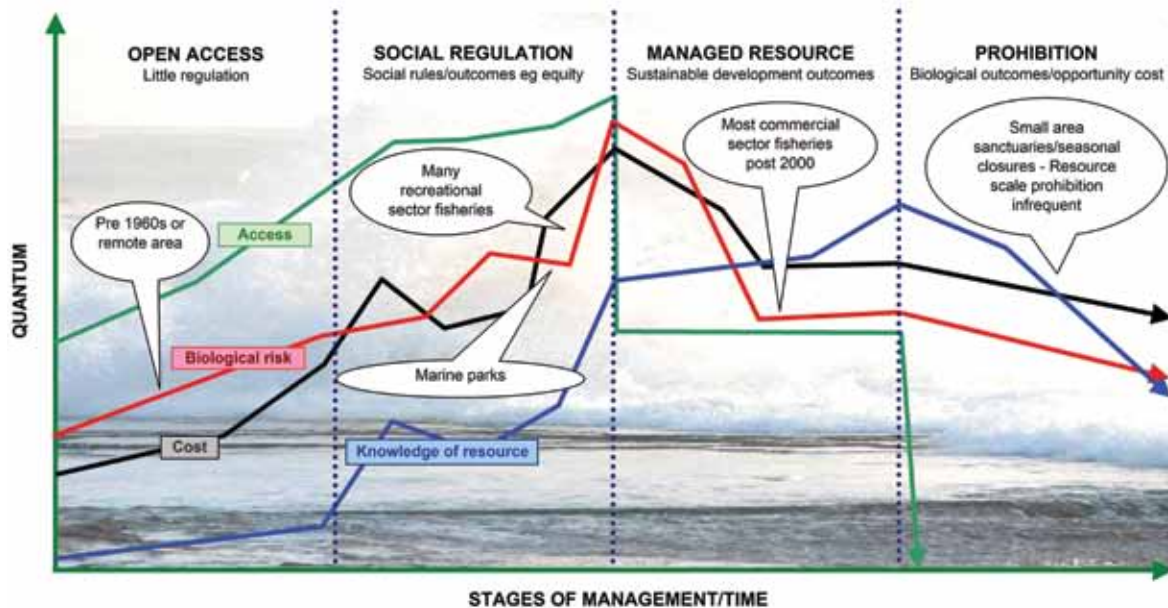 OPEN ACCESS
Little regulation
SOCIAL REGULATION
Social rules/outcomes eg equity
MANAGED RESOURCE
Sustainable development outcomes
PROHIBITION
Biological outcomes/opportunity cost
Pre 1960s or
remote area
Access
Many
recreational
sector fisheries
Most commercial
sector fisheries
post 2000
Small area
sanctuaries/seasonal
closures - Resource
scale prohibition
infrequent
Biological risk
Marine parks
Cost
Knowledge of resource
QUANTUM
STAGES OF MANAGEMENT/TIME